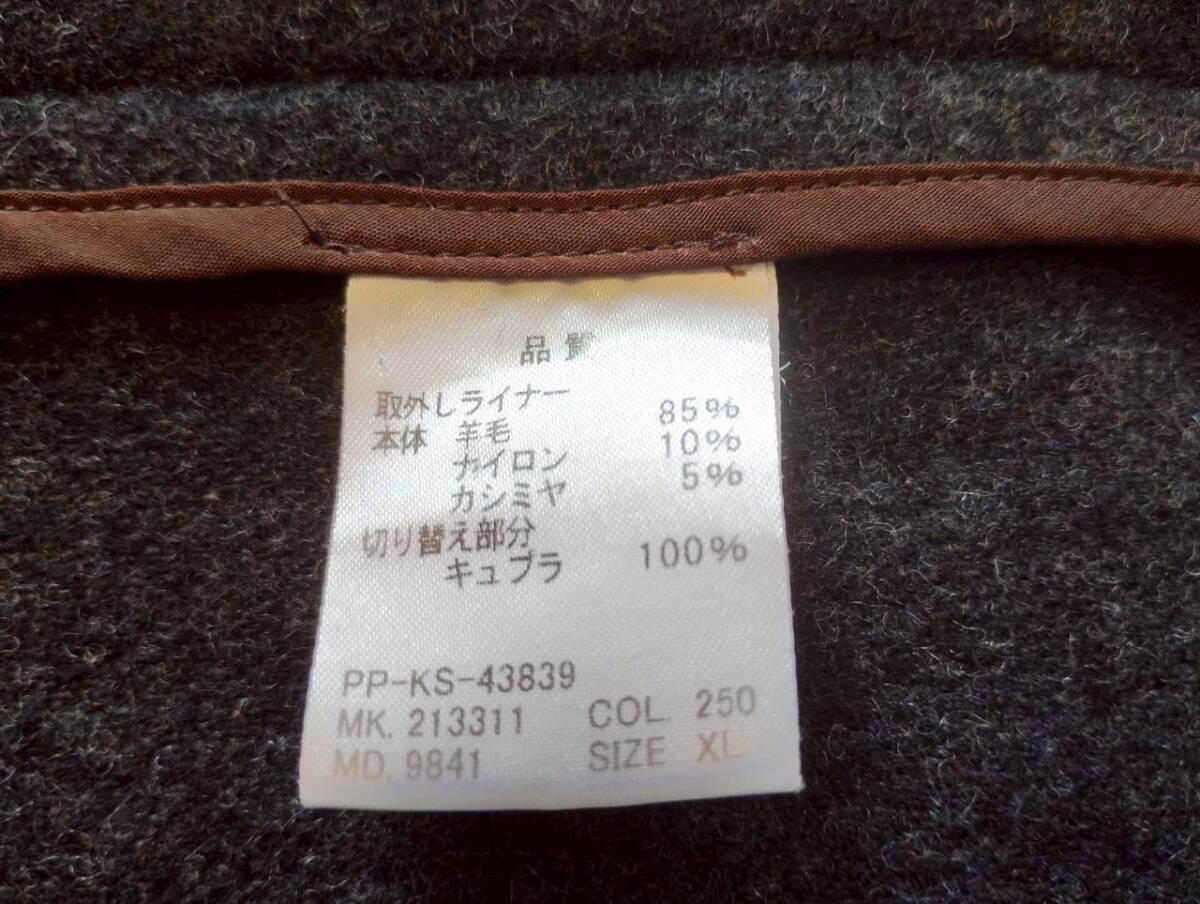 品質
取外しライナー
本体 羊毛 85%
ナイロン 10%
カシミヤ 5%
切り替え部分
キュプラ 100%
PP-KS-43839
MK. 213311 COL. 250
MD. 9841 SIZE XL